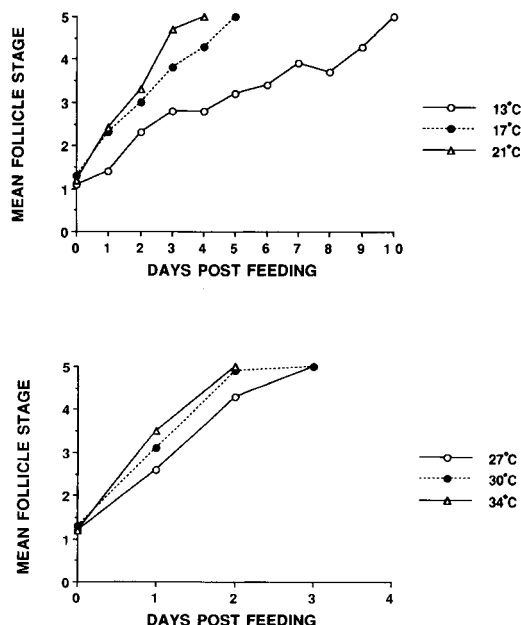 MEAN FOLLICLE STAGE
5
4
3
2
1
0
0 1 2 3 4 5 6 7 8 9 10
DAYS POST FEEDING
13°C
17°C
21°C
MEAN FOLLICLE STAGE
5
4
3
2
1
0
0 1 2 3 4
DAYS POST FEEDING
27°C
30°C
34°C